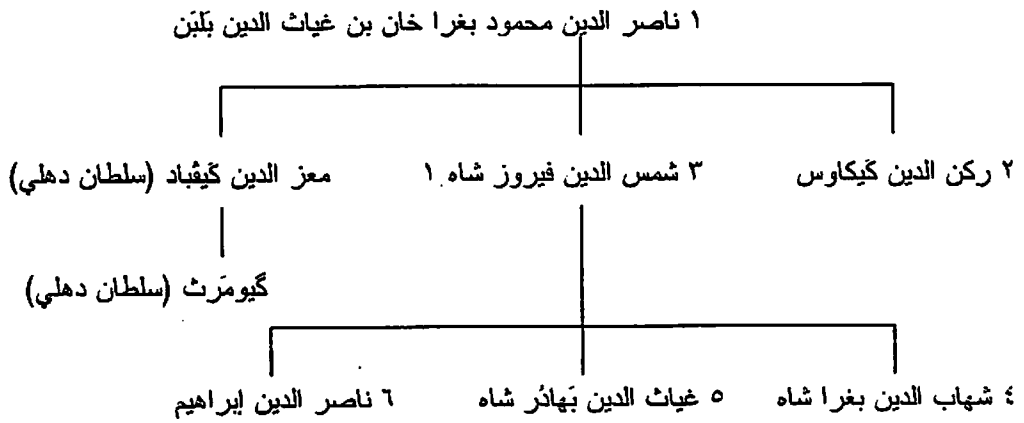 ١ ناصر الدين محمود بغرا خان بن غياث الدين بَلبَن
٢ ركن الدين كَيكاوس ٣ شمس الدين فيروز شاه ١ معز الدين كَيقُباد (سلطان دهلي)
گيومَرث (سلطان دهلي)
٤ شهاب الدين بغرا شاه ٥ غياث الدين بَهادُر شاه ٦ ناصر الدين إبراهيم